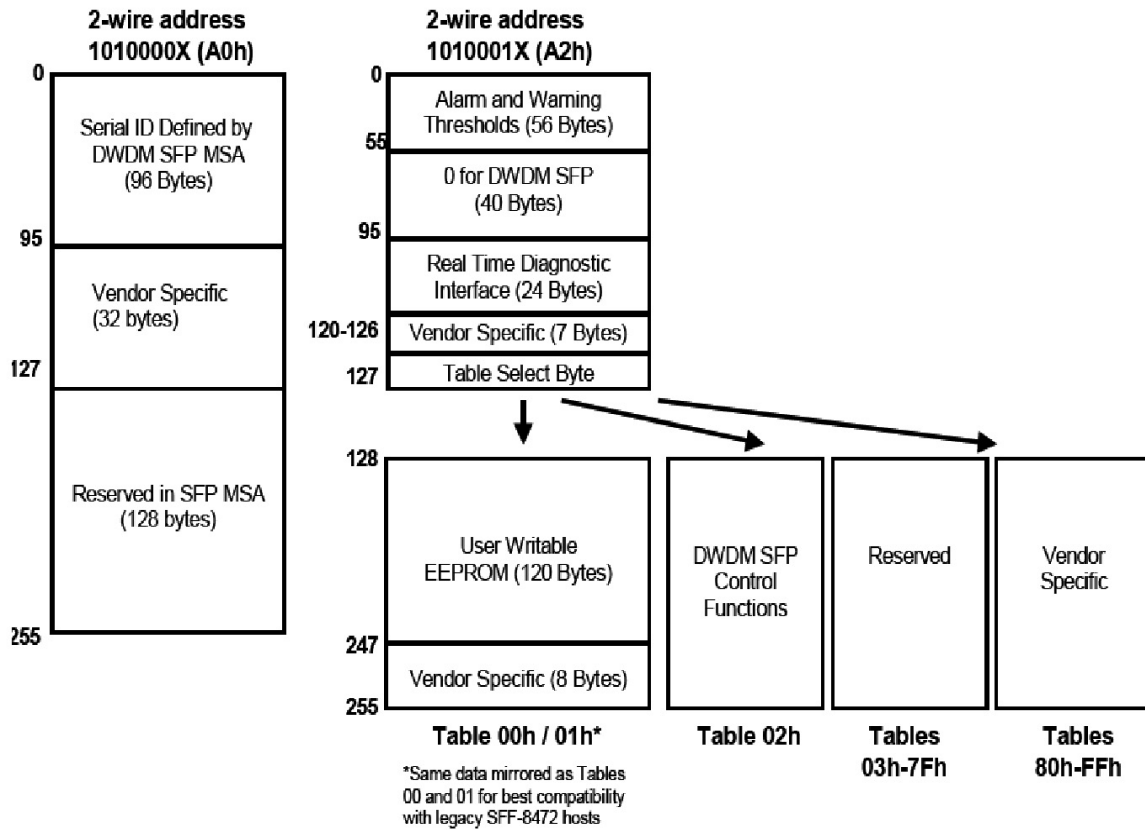 2-wire address
1010000X (A0h)
0
Serial ID Defined by
DWDM SFP MSA
(96 Bytes)
95
Vendor Specific
(32 bytes)
127
Reserved in SFP MSA
(128 bytes)
255
2-wire address
1010001X (A2h)
0
Alarm and Warning
Thresholds (56 Bytes)
55
0 for DWDM SFP
(40 Bytes)
95
Real Time Diagnostic
Interface (24 Bytes)
120-126
Vendor Specific (7 Bytes)
127
Table Select Byte
128
User Writable
EEPROM (120 Bytes)
247
Vendor Specific (8 Bytes)
255
Table 00h / 01h*
*Same data mirrored as Tables
00 and 01 for best compatibility
with legacy SFF-8472 hosts
DWDM SFP
Control
Functions
Table 02h
Reserved
Tables
03h-7Fh
Vendor
Specific
Tables
80h-FFh